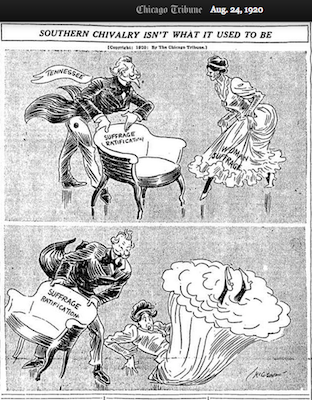 Chicago Tribune Aug. 24, 1920
SOUTHERN CHIVALRY ISN'T WHAT IT USED TO BE
[Copyright: 1920: By The Chicago Tribune.]
TENNESSEE
SUFFRAGE
RATIFICATION
WOMAN
SUFFRAGE
SUFFRAGE
RATIFICATION